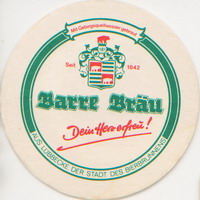 Mit Gebirgsquellwasser gebraut
Seit 1842
Barre Bräu
Dein Herz erfreu!
AUS LÜBBECKE, DER STADT DES BIERBRUNNENS